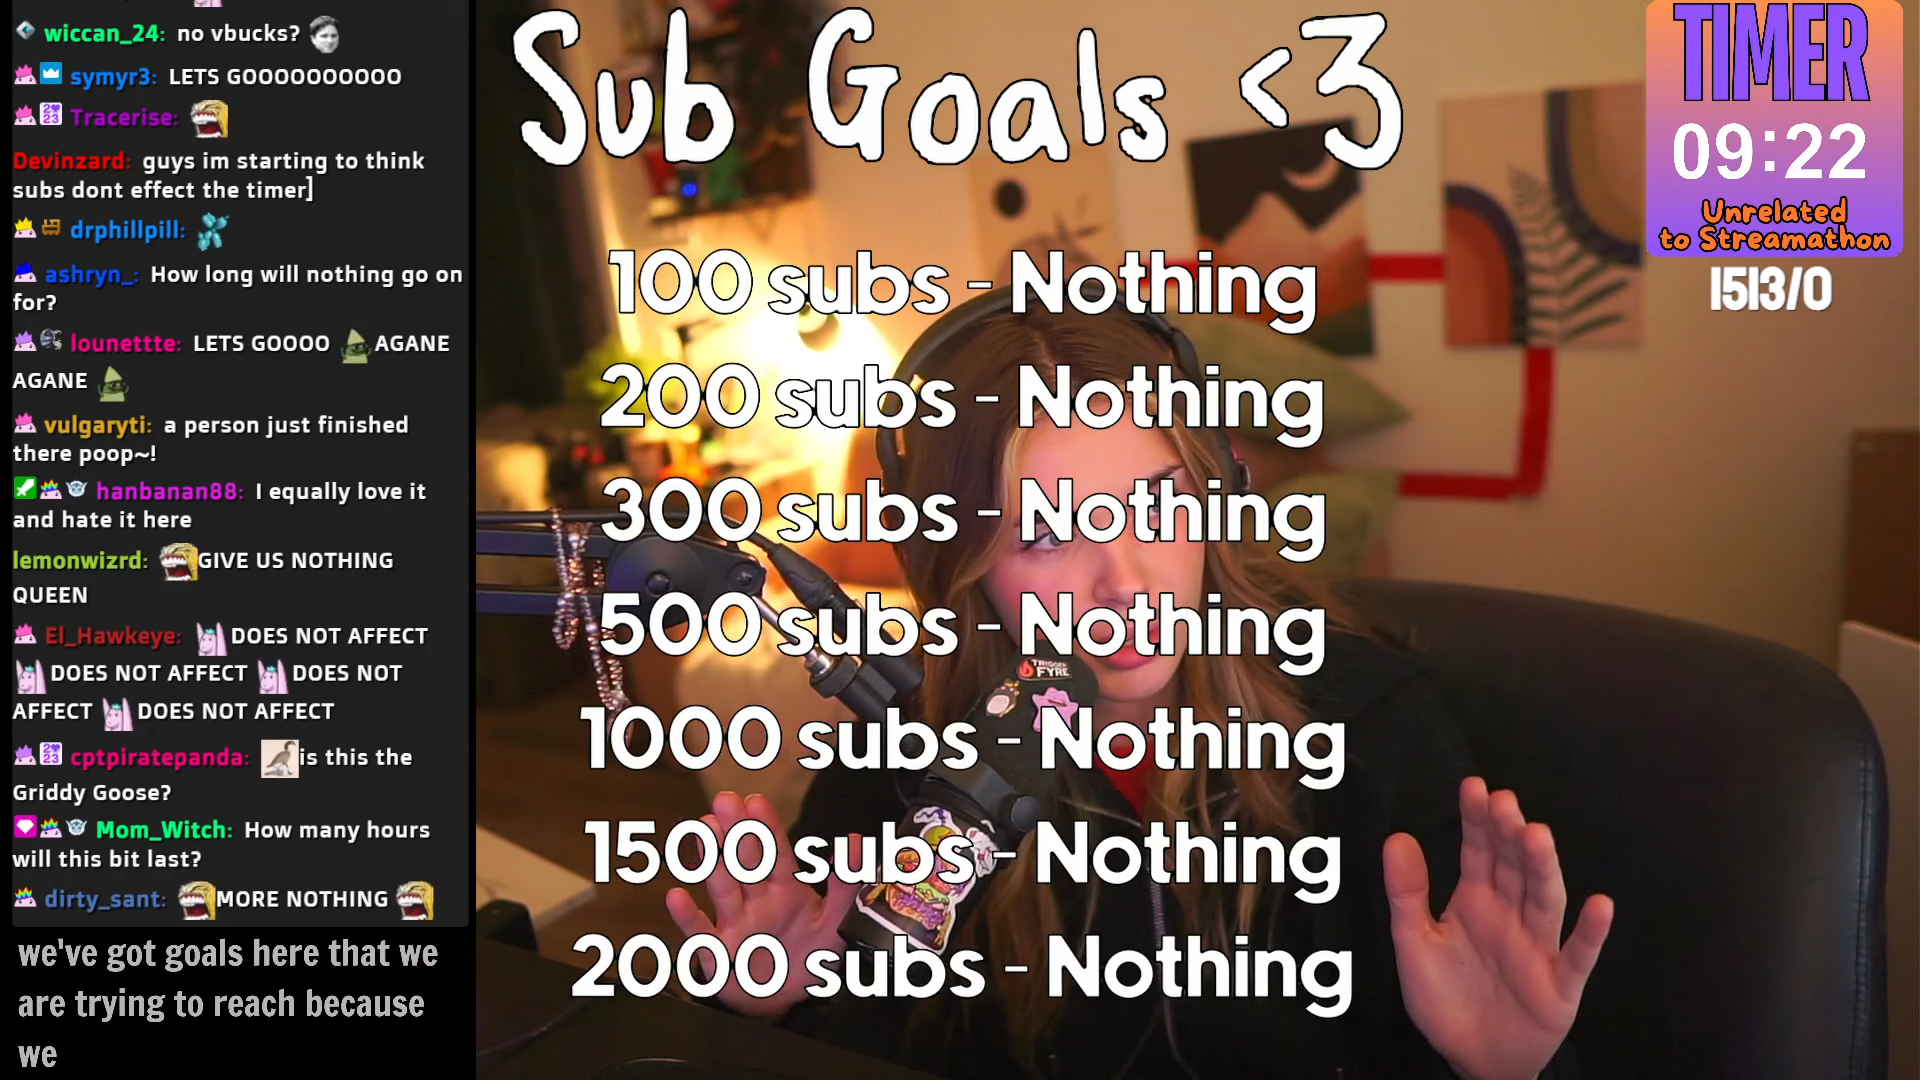 wiccan_24: no vbucks?
symyr3: LETS GOOOOOOOOOO
Tracerise:
Devinzard: guys im starting to think
subs dont effect the timer]
drphillpill:
ashryn_: How long will nothing go on
for?
lounettte: LETS GOOOO AGANE
AGANE
vulgaryti: a person just finished
there poop~!
hanbanan88: I equally love it
and hate it here
lemonwizrd: GIVE US NOTHING
QUEEN
El_Hawkeye: DOES NOT AFFECT
DOES NOT AFFECT DOES NOT
AFFECT DOES NOT AFFECT
cptpiratepanda: is this the
Griddy Goose?
Mom_Witch: How many hours
will this bit last?
dirty_sant: MORE NOTHING
we've got goals here that we
are trying to reach because
we
Sub Goals <3
100 subs - Nothing
200 subs - Nothing
300 subs - Nothing
500 subs - Nothing
1000 subs - Nothing
1500 subs - Nothing
2000 subs - Nothing
TRIGGER
FYRE
TIMER
09:22
Unrelated
to Streamathon
1513/0